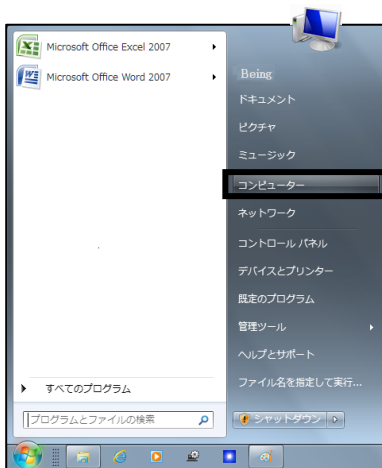 Microsoft Office Excel 2007
Microsoft Office Word 2007
すべてのプログラム
プログラムとファイルの検索
Being
ドキュメント
ピクチャ
ミュージック
コンピューター
ネットワーク
コントロール パネル
デバイスとプリンター
既定のプログラム
管理ツール
ヘルプとサポート
ファイル名を指定して実行...
シャットダウン